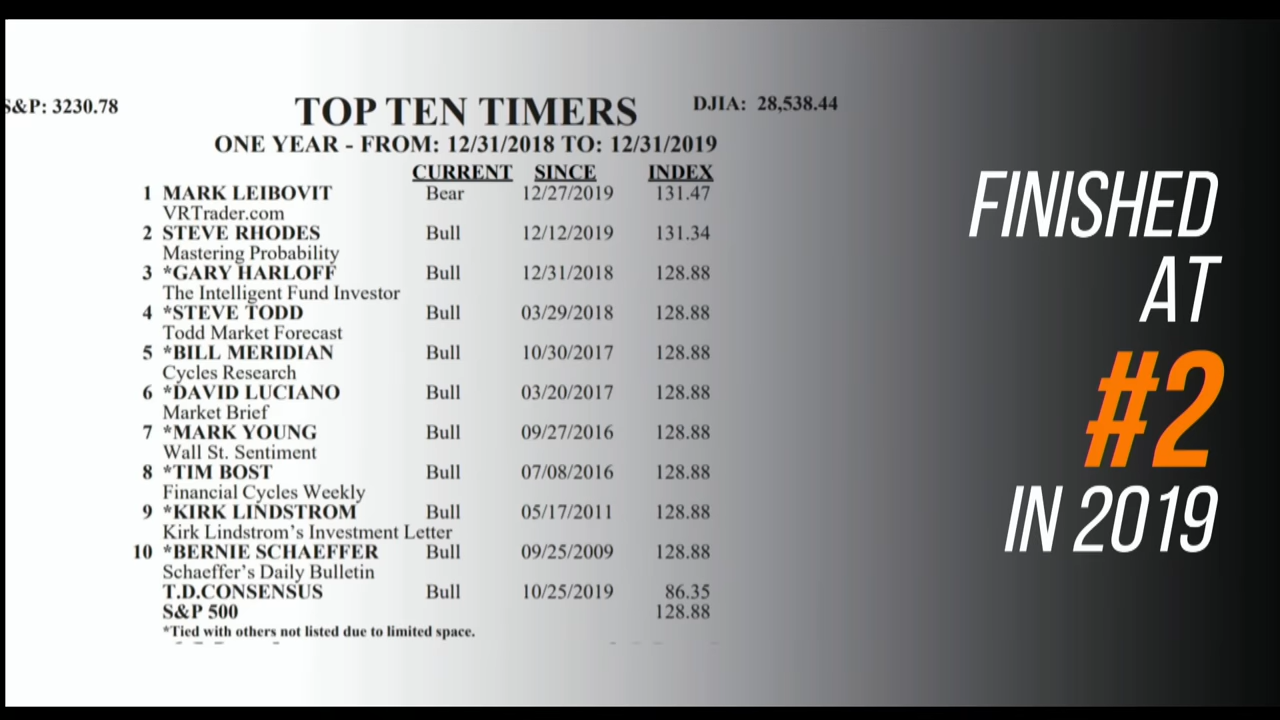 S&P: 3230.78
TOP TEN TIMERS
DJIA: 28,538.44
ONE YEAR - FROM: 12/31/2018 TO: 12/31/2019
CURRENT SINCE INDEX
1 MARK LEIBOVIT Bear 12/27/2019 131.47
VRTrader.com
2 STEVE RHODES Bull 12/12/2019 131.34
Mastering Probability
3 *GARY HARLOFF Bull 12/31/2018 128.88
The Intelligent Fund Investor
4 *STEVE TODD Bull 03/29/2018 128.88
Todd Market Forecast
5 *BILL MERIDIAN Bull 10/30/2017 128.88
Cycles Research
6 *DAVID LUCIANO Bull 03/20/2017 128.88
Market Brief
7 *MARK YOUNG Bull 09/27/2016 128.88
Wall St. Sentiment
8 *TIM BOST Bull 07/08/2016 128.88
Financial Cycles Weekly
9 *KIRK LINDSTROM Bull 05/17/2011 128.88
Kirk Lindstrom's Investment Letter
10 *BERNIE SCHAEFFER Bull 09/25/2009 128.88
Schaeffer's Daily Bulletin
T.D.CONSENSUS Bull 10/25/2019 86.35
S&P 500 128.88
*Tied with others not listed due to limited space.
FINISHED
AT
#2
IN 2019